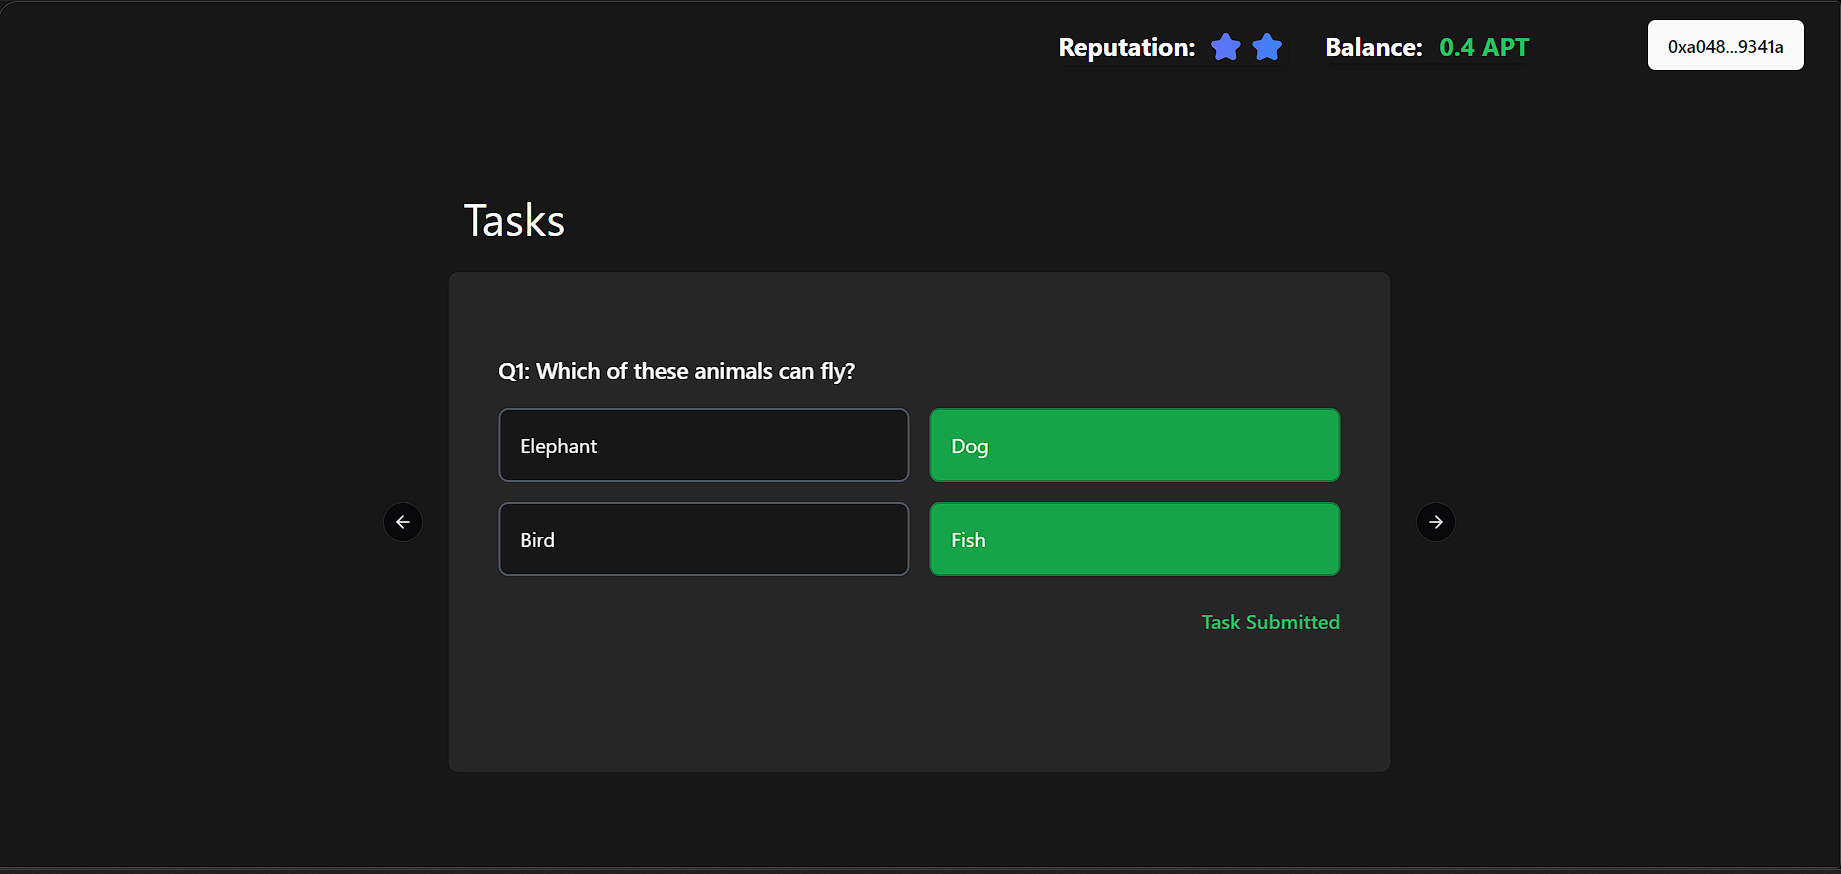 Reputation: Balance: 0.4 APT 0xa048...9341a
Tasks
Q1: Which of these animals can fly?
Elephant Dog
Bird Fish
Task Submitted